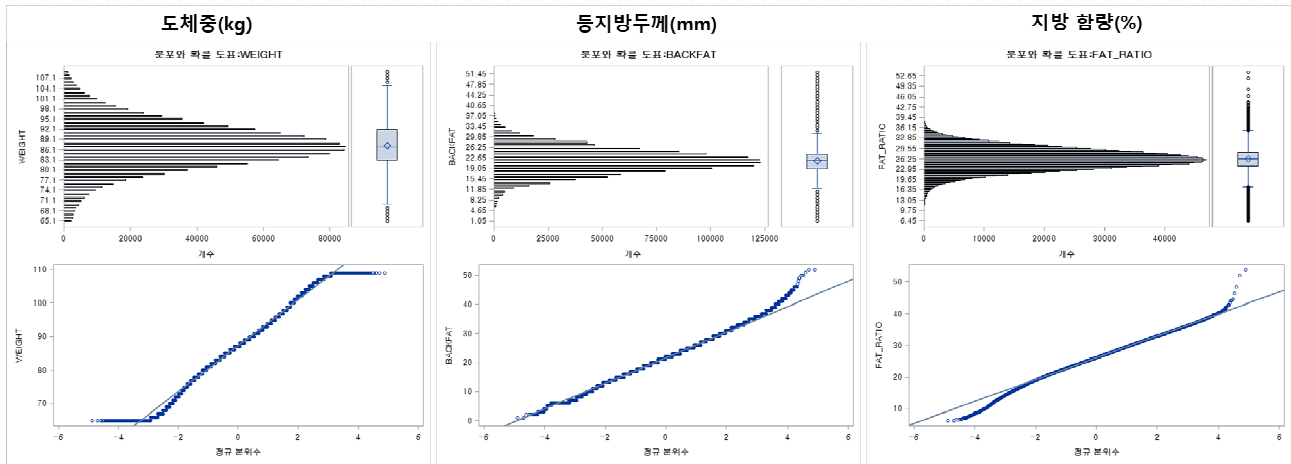 도체중(kg)
등지방두께(mm)
지방 함량(%)
분포와 확률 도표:WEIGHT
107.1
104.1
101.1
98.1
95.1
92.1
89.1
86.1
83.1
80.1
77.1
74.1
71.1
68.1
65.1
WEIGHT
0 20000 40000 60000 80000
개수
분포와 확률 도표:BACKFAT
51.45
47.85
44.25
40.65
37.05
33.45
29.85
26.25
22.65
19.05
15.45
11.85
8.25
4.65
1.05
BACKFAT
0 25000 50000 75000 100000 125000
개수
분포와 확률 도표:FAT_RATIO
52.65
49.35
46.05
42.75
39.45
36.15
32.85
29.55
26.25
22.95
19.65
16.35
13.05
9.75
6.45
FAT_RATIO
0 10000 20000 30000 40000
개수
110
100
90
80
70
WEIGHT
-6 -4 -2 0 2 4 6
정규 분위수
50
40
30
20
10
0
BACKFAT
-6 -4 -2 0 2 4 6
정규 분위수
50
40
30
20
10
FAT_RATIO
-6 -4 -2 0 2 4 6
정규 분위수